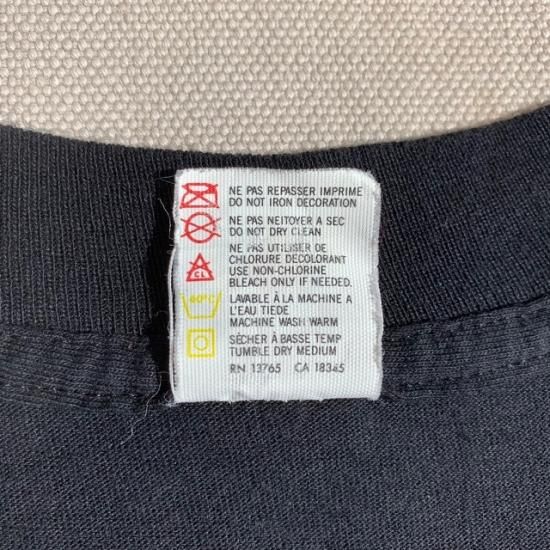 NE PAS REPASSER IMPRIME
DO NOT IRON DECORATION
NE PAS NEITOYER A SEC
DO NOT DRY CLEAN
NE PAS UTILISER DE
CHLORURE DECOLORANT
CL
USE NON-CHLORINE
BLEACH ONLY IF NEEDED.
40°C
LAVABLE À LA MACHINE A
L'EAU TIEDE
MACHINE WASH WARM
SÉCHER À BASSE TEMP
TUMBLE DRY MEDIUM
RN 13765 CA 18345